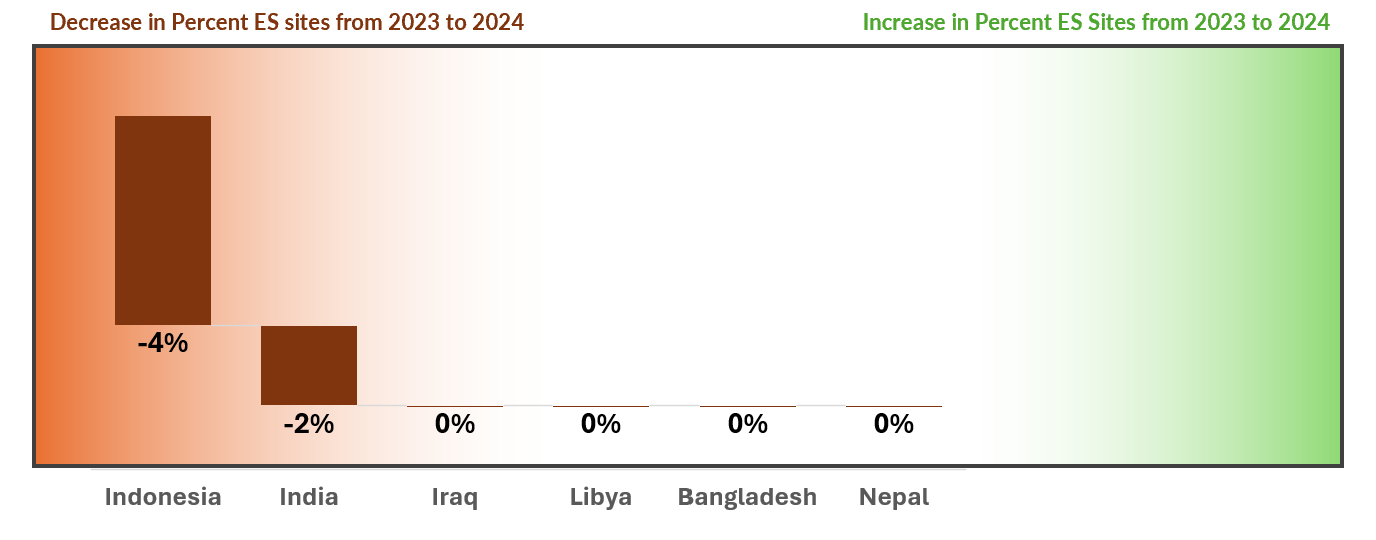 Decrease in Percent ES sites from 2023 to 2024
Increase in Percent ES Sites from 2023 to 2024
-4%
-2%
0%
0%
0%
0%
Indonesia
India
Iraq
Libya
Bangladesh
Nepal